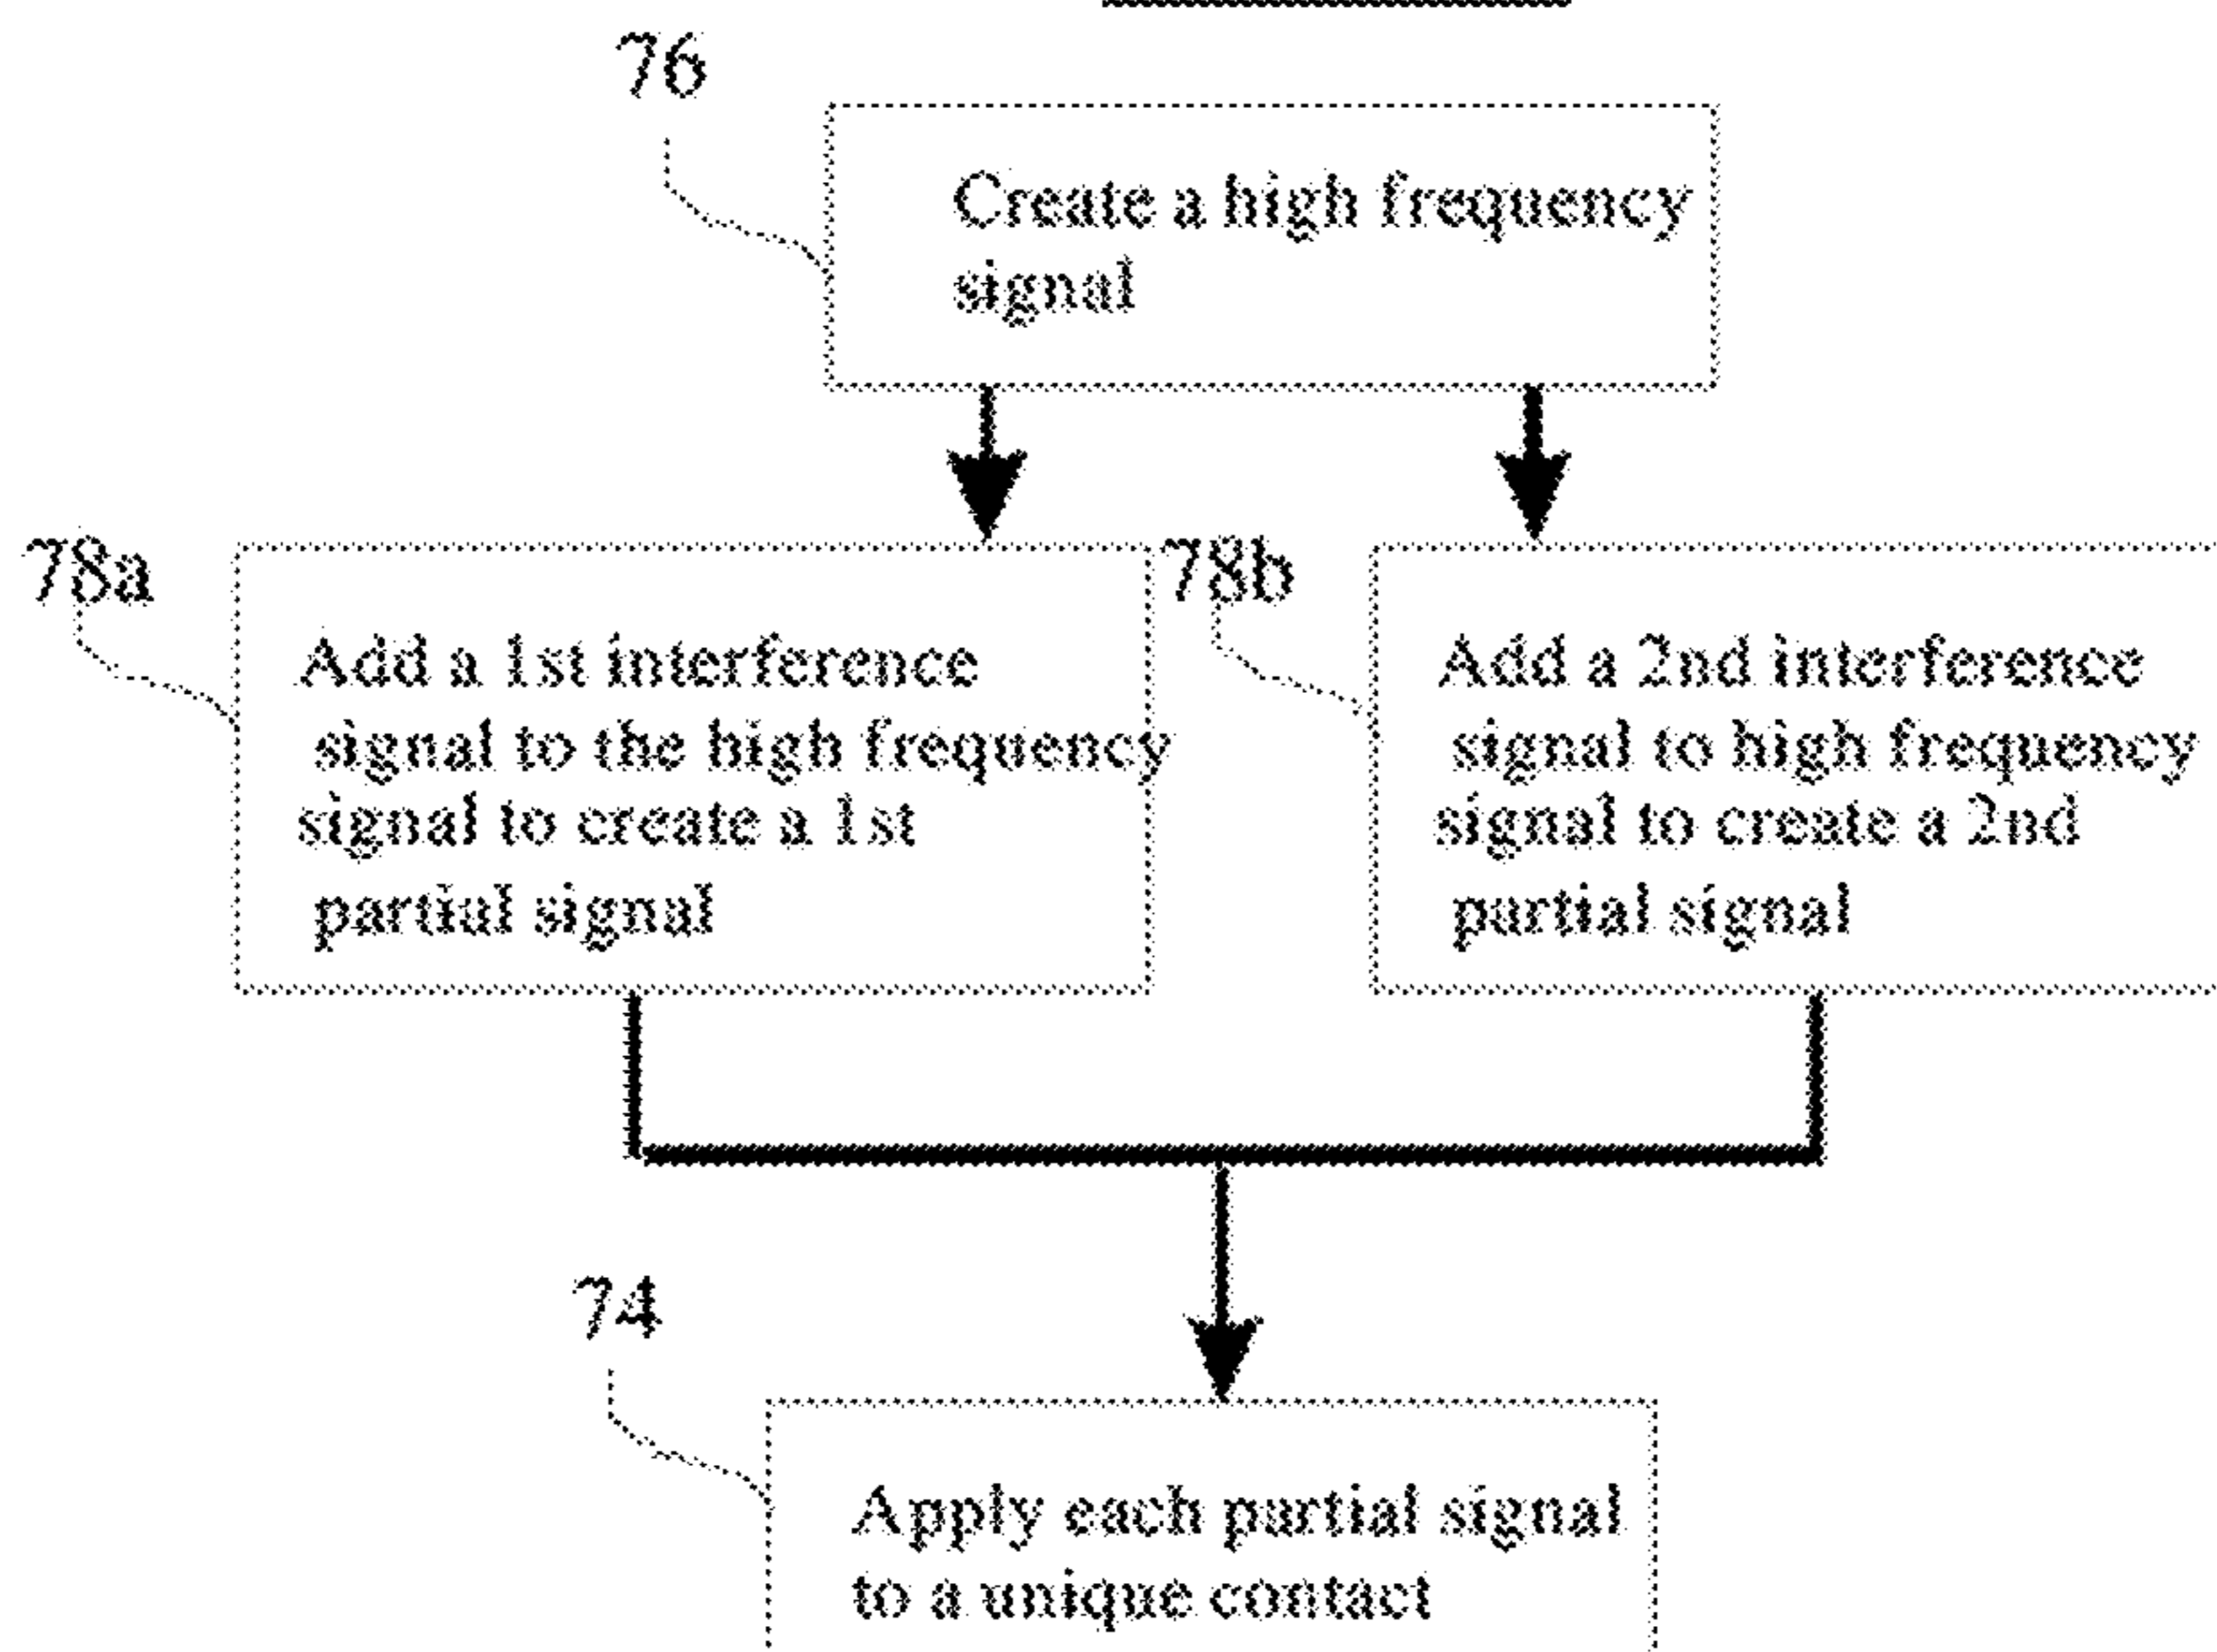 76
Create a high frequency
signal
78a
Add a 1st interference
signal to the high frequency
signal to create a 1st
partial signal
78b
Add a 2nd interference
signal to high frequency
signal to create a 2nd
partial signal
74
Apply each partial signal
to a unique contact